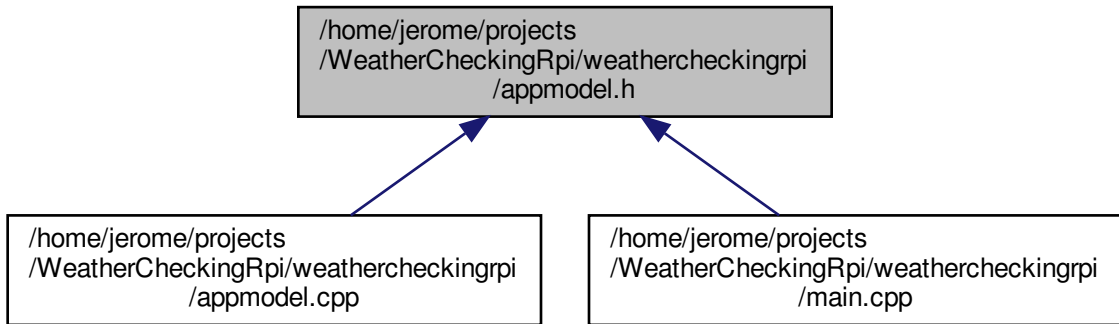 /home/jerome/projects
/WeatherCheckingRpi/weathercheckingrpi
/appmodel.h
/home/jerome/projects
/WeatherCheckingRpi/weathercheckingrpi
/appmodel.cpp
/home/jerome/projects
/WeatherCheckingRpi/weathercheckingrpi
/main.cpp